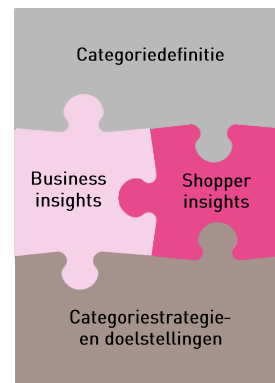 Categoriedefinitie
Business
insights
Shopper
insights
Categoriestrategie-
en doelstellingen